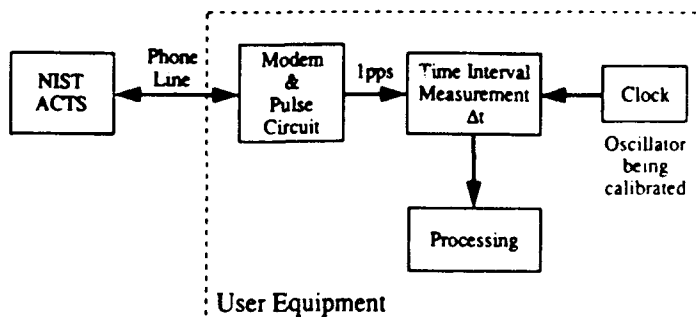 NIST
ACTS
Phone
Line
Modem
&
Pulse
Circuit
1pps
Time Interval
Measurement
Δt
Clock
Oscillator
being
calibrated
Processing
User Equipment